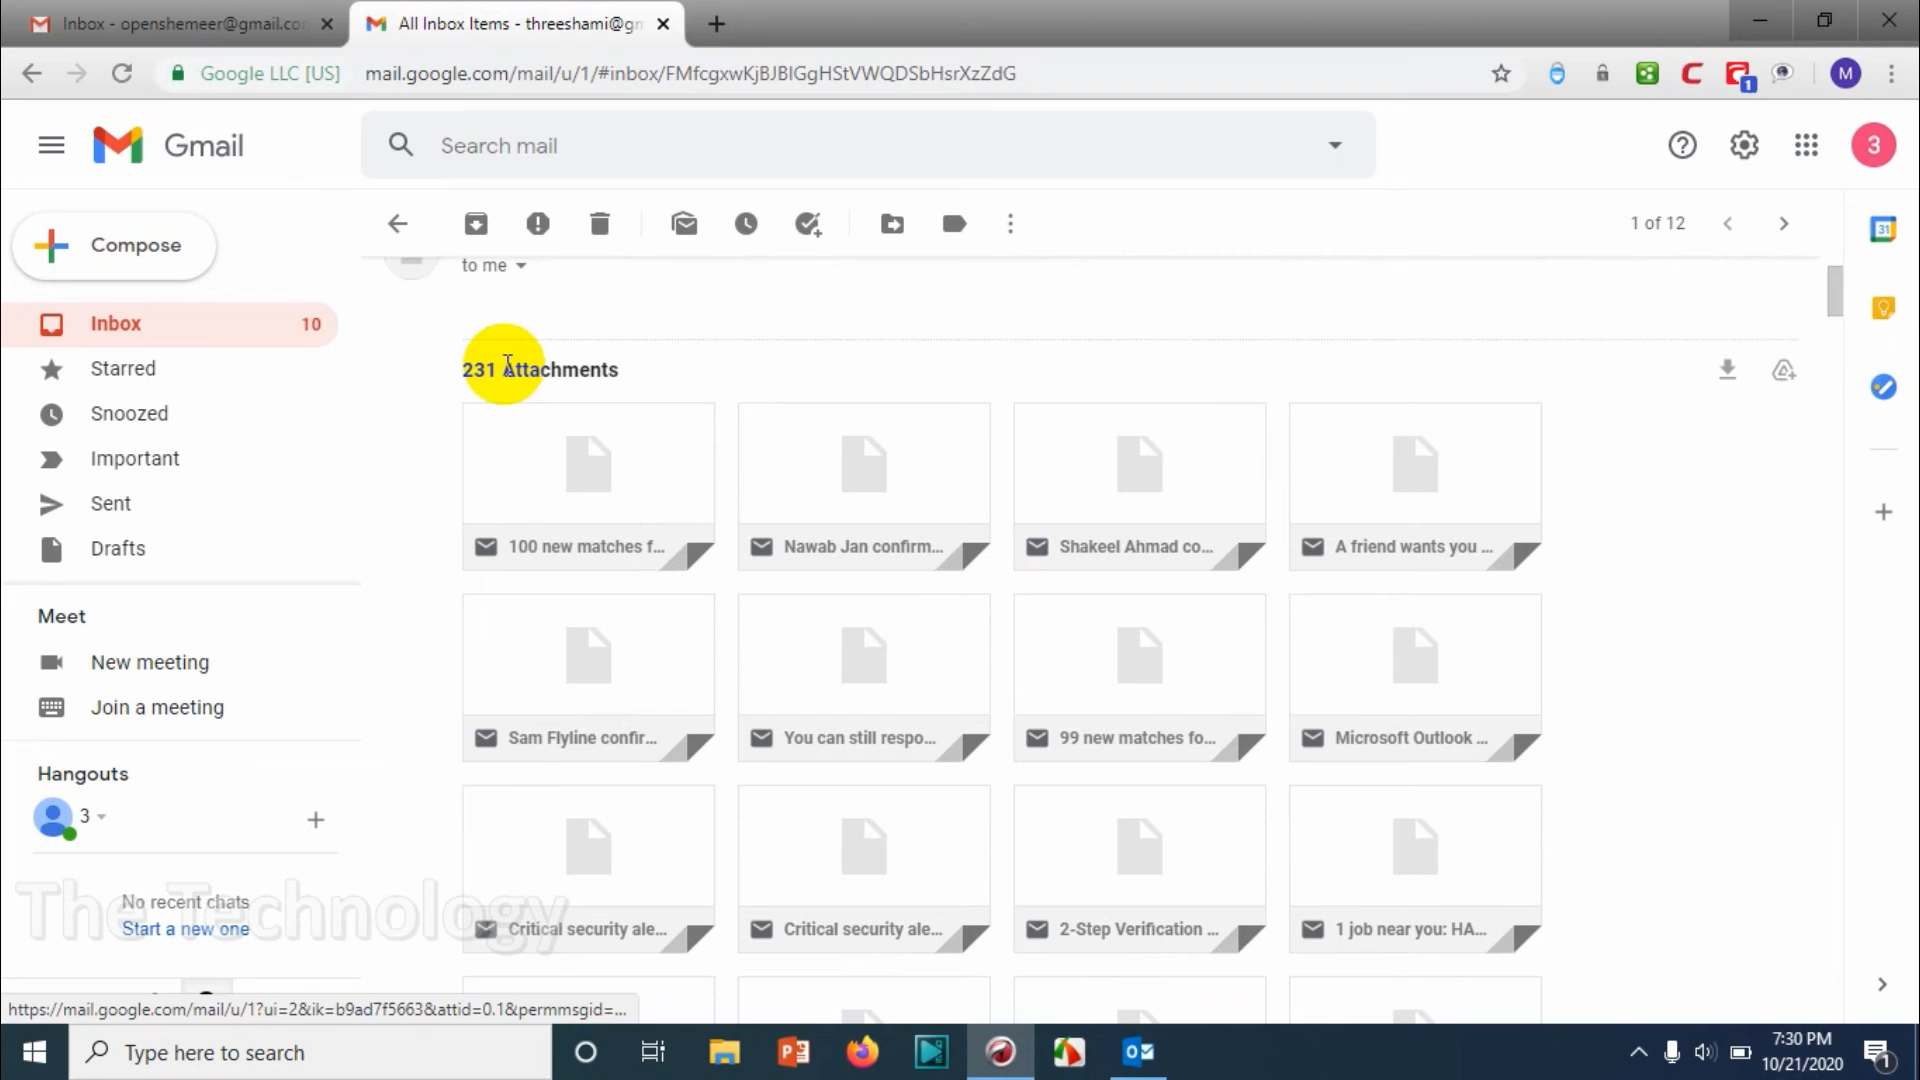 Inbox - openshemeer@gmail.co
All Inbox Items - threeshami@gn
Google LLC [US]
mail.google.com/mail/u/1/#inbox/FMfcgxwKjBJBlGgHStVWQDSbHsrXzZdG
1
M
Gmail
Search mail
3
1 of 12
31
Compose
to me
Inbox 10
Starred
Snoozed
Important
Sent
Drafts
231 Attachments
100 new matches f...
Nawab Jan confirm...
Shakeel Ahmad co...
A friend wants you ...
Meet
New meeting
Join a meeting
Sam Flyline confir...
You can still respo...
99 new matches fo...
Microsoft Outlook ...
Hangouts
3
No recent chats
Start a new one
The Technology
Critical security ale...
Critical security ale...
2-Step Verification ...
1 job near you: HA...
https://mail.google.com/mail/u/1?ui=2&ik=b9ad7f5663&attid=0.1&permmsgid=...
Type here to search
7:30 PM
10/21/2020
1